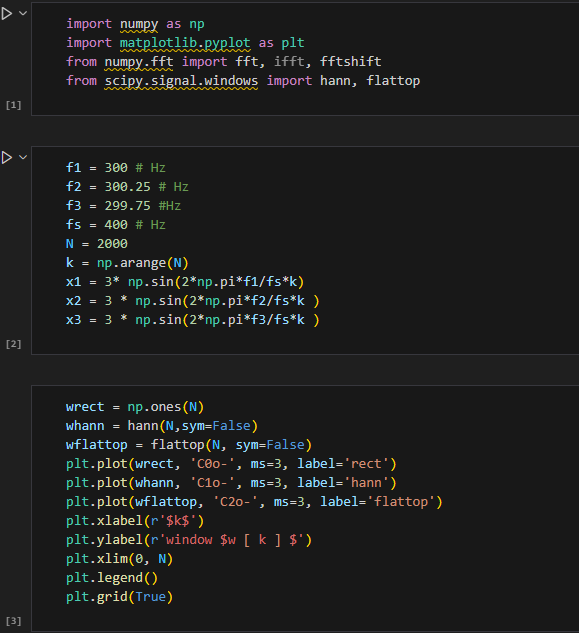 import numpy as np
import matplotlib.pyplot as plt
from numpy.fft import fft, ifft, fftshift
from scipy.signal.windows import hann, flattop
[1]
f1 = 300 # Hz
f2 = 300.25 # Hz
f3 = 299.75 #Hz
fs = 400 # Hz
N = 2000
k = np.arange(N)
x1 = 3* np.sin(2*np.pi*f1/fs*k)
x2 = 3 * np.sin(2*np.pi*f2/fs*k )
x3 = 3 * np.sin(2*np.pi*f3/fs*k )
[2]
wrect = np.ones(N)
whann = hann(N,sym=False)
wflattop = flattop(N, sym=False)
plt.plot(wrect, 'C0o-', ms=3, label='rect')
plt.plot(whann, 'C1o-', ms=3, label='hann')
plt.plot(wflattop, 'C2o-', ms=3, label='flattop')
plt.xlabel(r'$k$')
plt.ylabel(r'window $w [ k ] $')
plt.xlim(0, N)
plt.legend()
plt.grid(True)
[3]